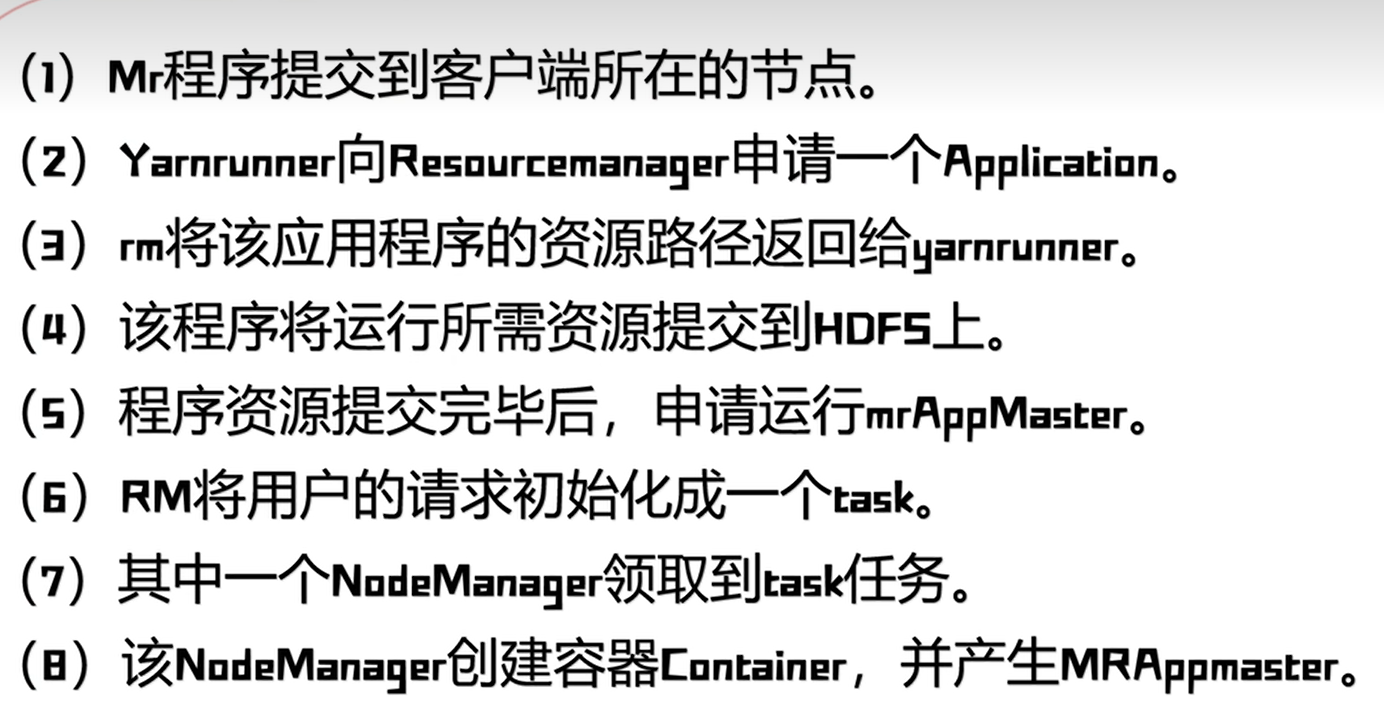 （1）Mr程序提交到客户端所在的节点。
（2）Yarnrunner向Resourcemanager申请一个Application。
（3）rm将该应用程序的资源路径返回给yarnrunner。
（4）该程序将运行所需资源提交到HDFS上。
（5）程序资源提交完毕后，申请运行mrAppMaster。
（6）RM将用户的请求初始化成一个task。
（7）其中一个NodeManager领取到task任务。
（8）该NodeManager创建容器Container，并产生MRAppmaster。